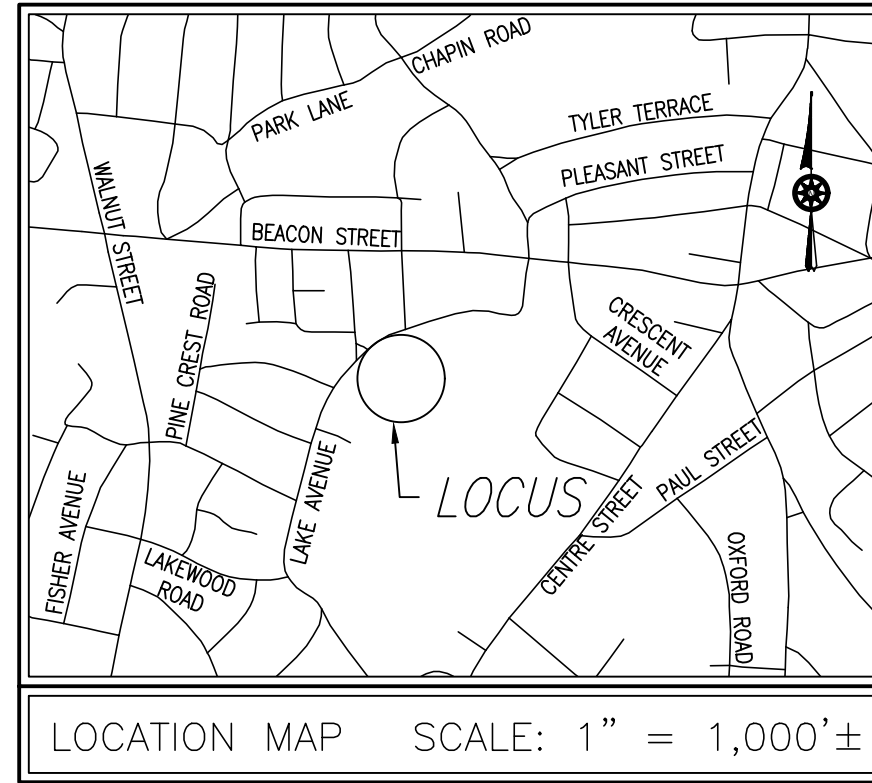 CHAPIN ROAD
PARK LANE
TYLER TERRACE
PLEASANT STREET
WALNUT STREET
BEACON STREET
PINE CREST ROAD
CRESCENT
AVENUE
LAKE AVENUE
LOCUS
PAUL STREET
CENTRE STREET
FISHER AVENUE
LAKEWOOD
ROAD
OXFORD ROAD
LOCATION MAP SCALE: 1" = 1,000'±